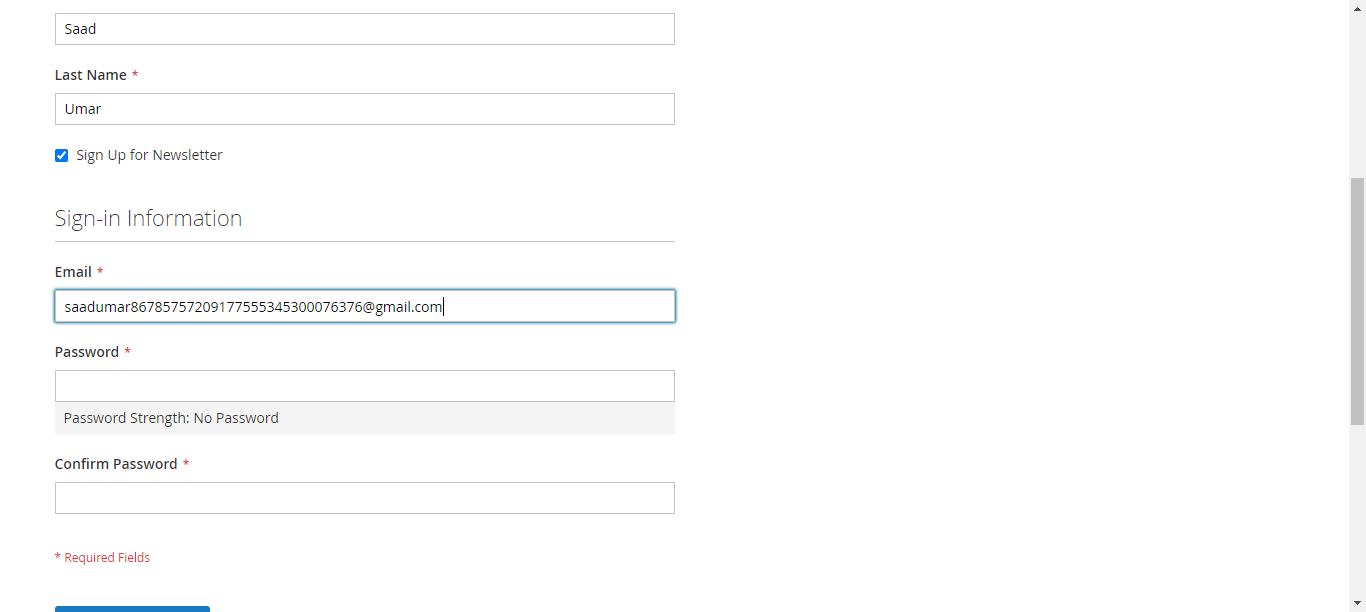 Saad
Last Name *
Umar
Sign Up for Newsletter
Sign-in Information
Email *
saadumar86785757209177555345300076376@gmail.com
Password *
Password Strength: No Password
Confirm Password *
* Required Fields